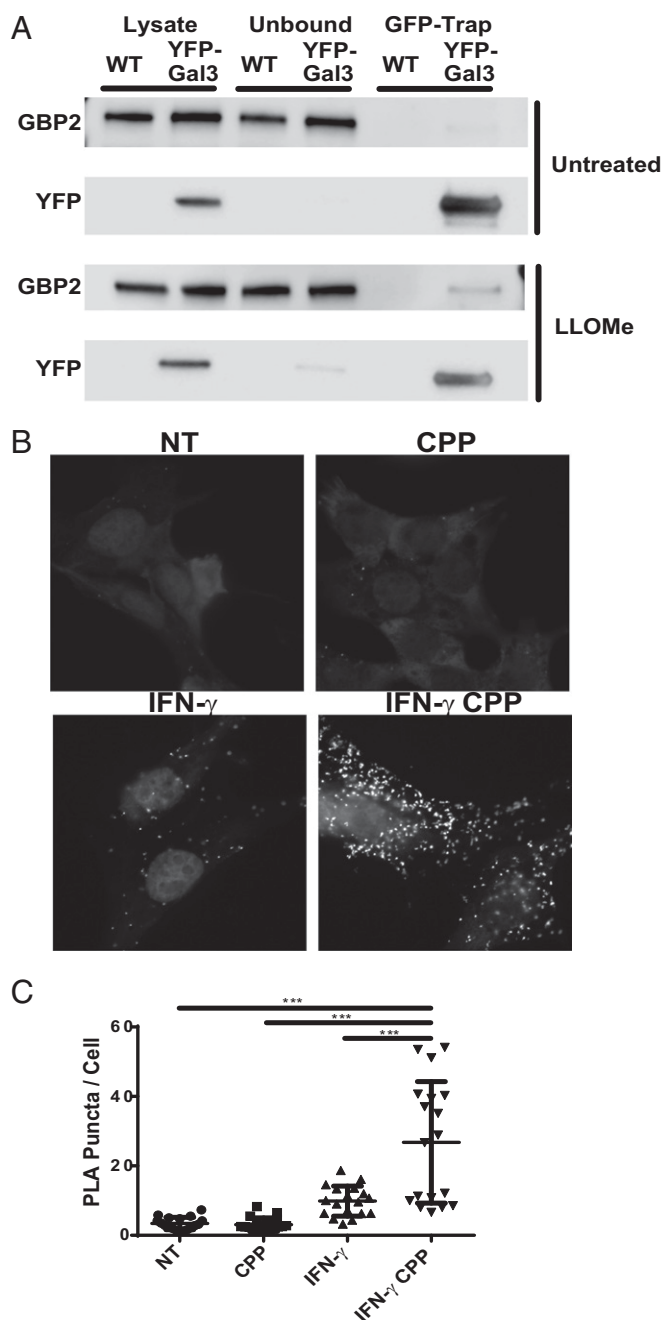 A
Lysate Unbound GFP-Trap
WT YFP-Gal3 WT YFP-Gal3 WT YFP-Gal3
GBP2
YFP
Untreated
GBP2
YFP
LLOMe
B
NT CPP
IFN-γ IFN-γ CPP
C
***
***
***
60
40
20
0
PLA Puncta / Cell
NT CPP IFN-γ IFN-γ CPP